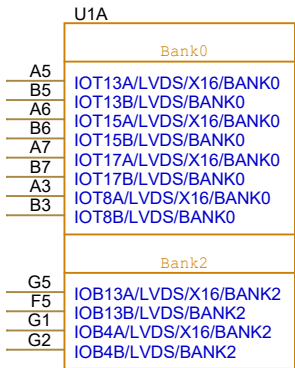 U1A
Bank0
A5 IOT13A/LVDS/X16/BANK0
B5 IOT13B/LVDS/BANK0
A6 IOT15A/LVDS/X16/BANK0
B6 IOT15B/LVDS/BANK0
A7 IOT17A/LVDS/X16/BANK0
B7 IOT17B/LVDS/BANK0
A3 IOT8A/LVDS/X16/BANK0
B3 IOT8B/LVDS/BANK0
Bank2
G5 IOB13A/LVDS/X16/BANK2
F5 IOB13B/LVDS/BANK2
G1 IOB4A/LVDS/X16/BANK2
G2 IOB4B/LVDS/BANK2